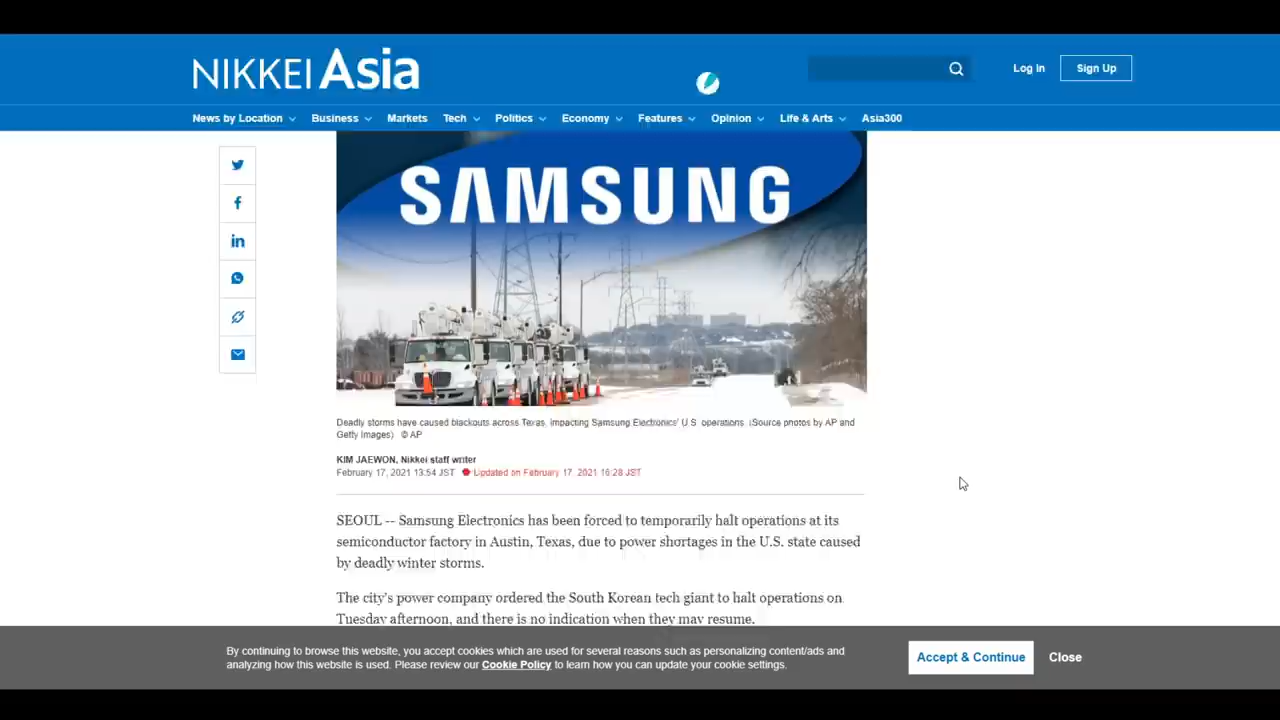 NIKKEI Asia
Log In
Sign Up
News by Location
Business
Markets
Tech
Politics
Economy
Features
Opinion
Life & Arts
Asia300
SAMSUNG
Deadly storms have caused blackouts across Texas, impacting Samsung Electronics' U.S. operations. (Source photos by AP and
Getty Images) © AP
KIM JAEWON, Nikkei staff writer
February 17, 2021 13:54 JST Updated on February 17, 2021 16:28 JST
SEOUL -- Samsung Electronics has been forced to temporarily halt operations at its
semiconductor factory in Austin, Texas, due to power shortages in the U.S. state caused
by deadly winter storms.
The city's power company ordered the South Korean tech giant to halt operations on
Tuesday afternoon, and there is no indication when they may resume.
By continuing to browse this website, you accept cookies which are used for several reasons such as personalizing content/ads and
analyzing how this website is used. Please review our Cookie Policy to learn how you can update your cookie settings.
Accept & Continue
Close